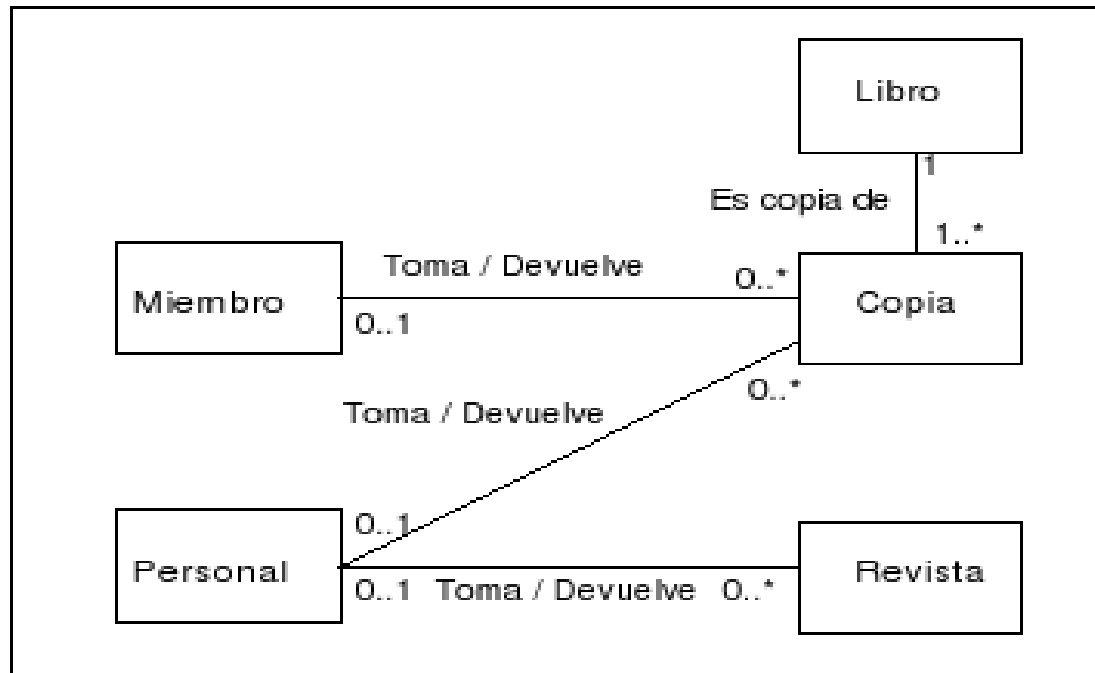 Libro
1
Es copia de
1..*
Toma / Devuelve
0..*
Miembro
Copia
0..1
0..*
Toma / Devuelve
0..1
Personal
Revista
0..1 Toma / Devuelve 0..*